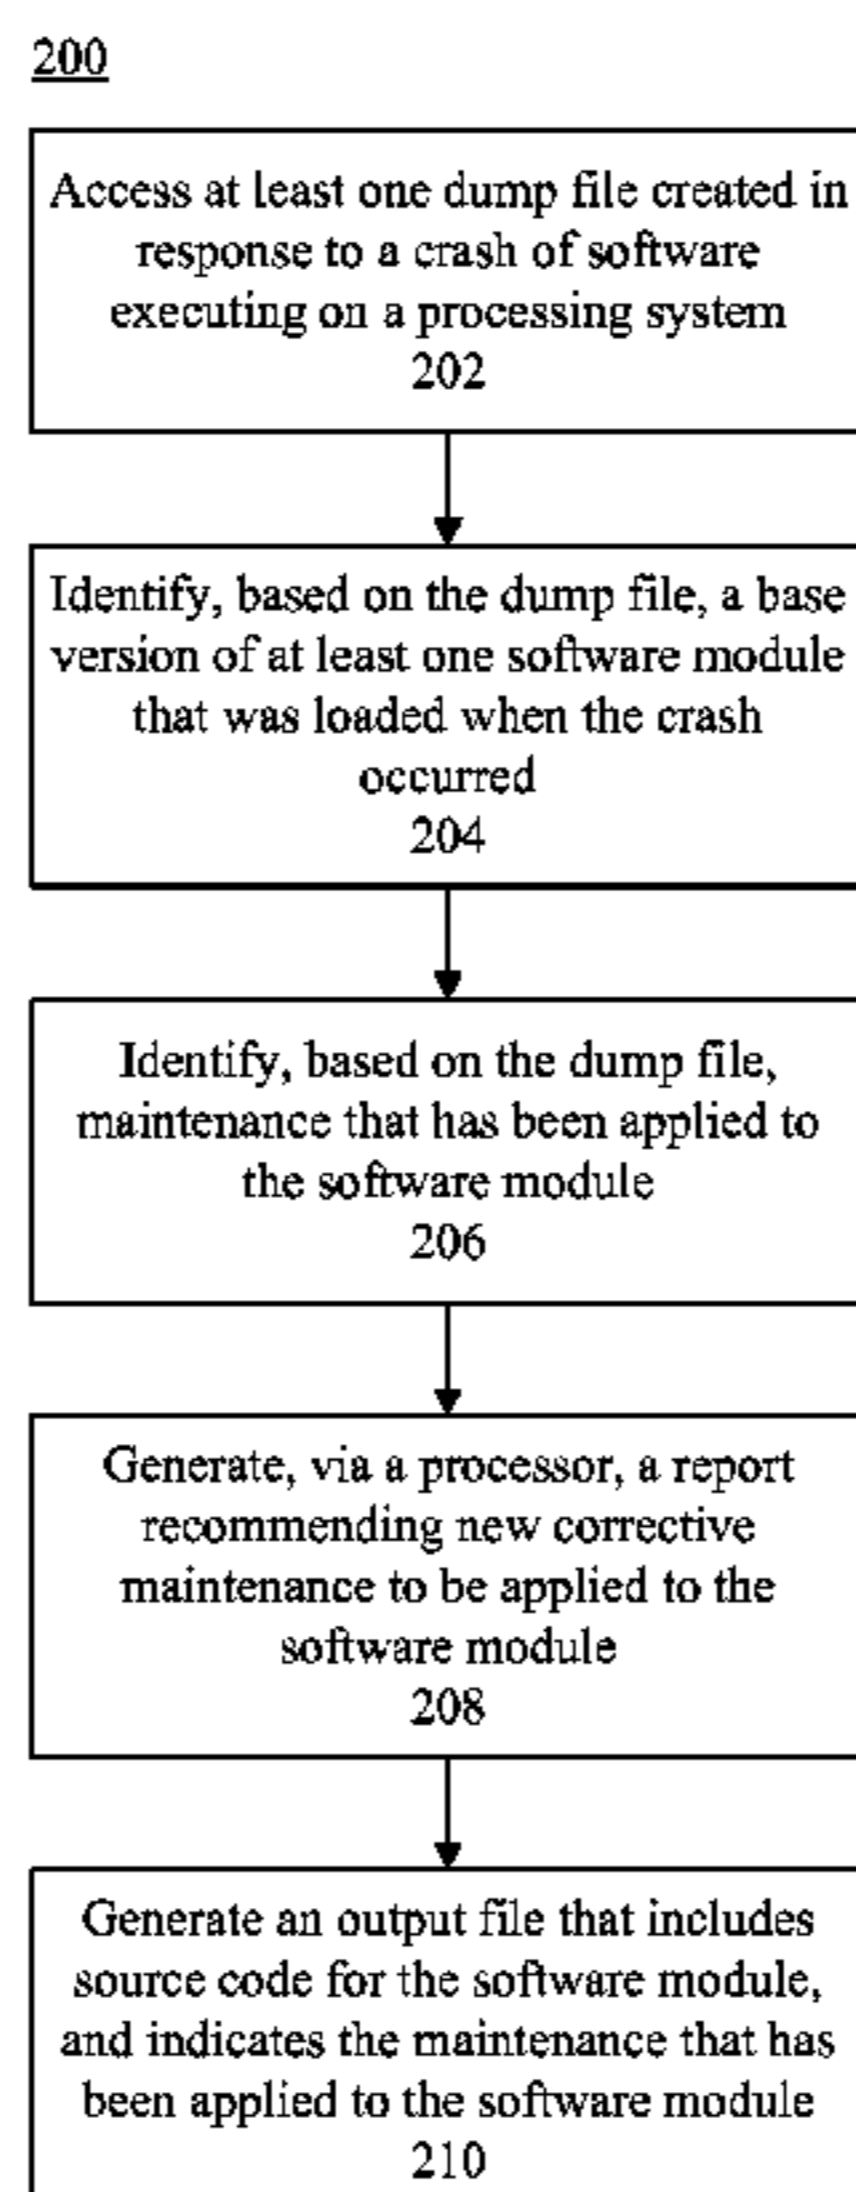 200
Access at least one dump file created in
response to a crash of software
executing on a processing system
202
Identify, based on the dump file, a base
version of at least one software module
that was loaded when the crash
occurred
204
Identify, based on the dump file,
maintenance that has been applied to
the software module
206
Generate, via a processor, a report
recommending new corrective
maintenance to be applied to the
software module
208
Generate an output file that includes
source code for the software module,
and indicates the maintenance that has
been applied to the software module
210